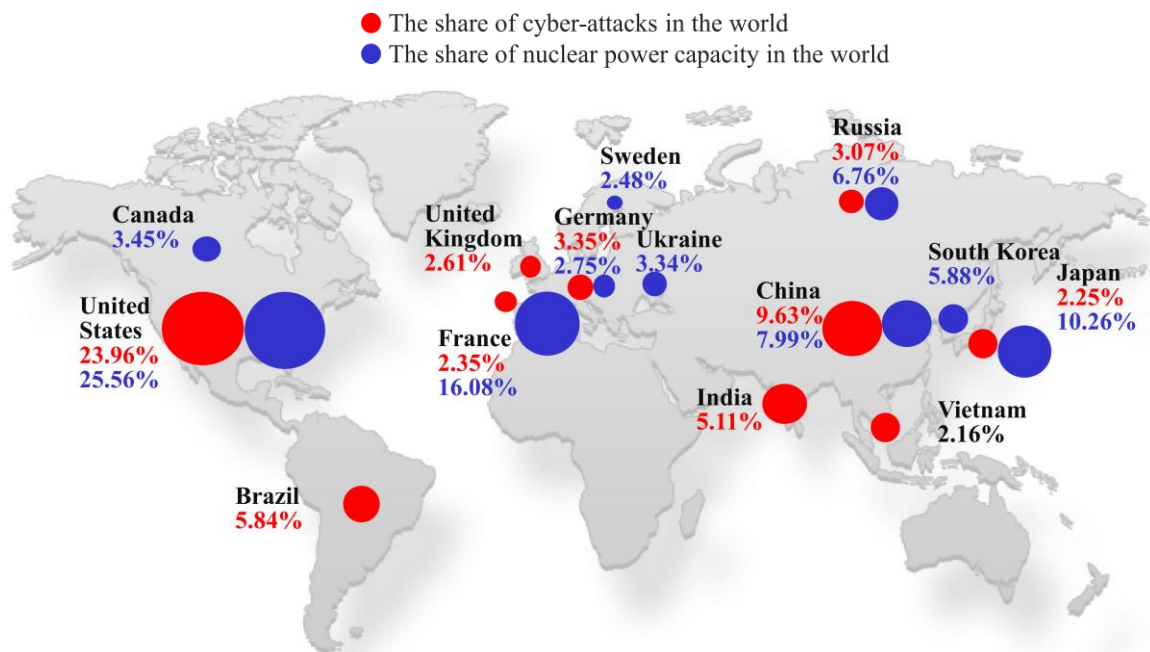 The share of cyber-attacks in the world
The share of nuclear power capacity in the world
Russia
3.07%
6.76%
Sweden
2.48%
Canada
3.45%
United
Kingdom
2.61%
Germany
3.35%
2.75%
Ukraine
3.34%
South Korea
5.88%
Japan
2.25%
10.26%
United
States
23.96%
25.56%
China
9.63%
7.99%
France
2.35%
16.08%
India
5.11%
Vietnam
2.16%
Brazil
5.84%